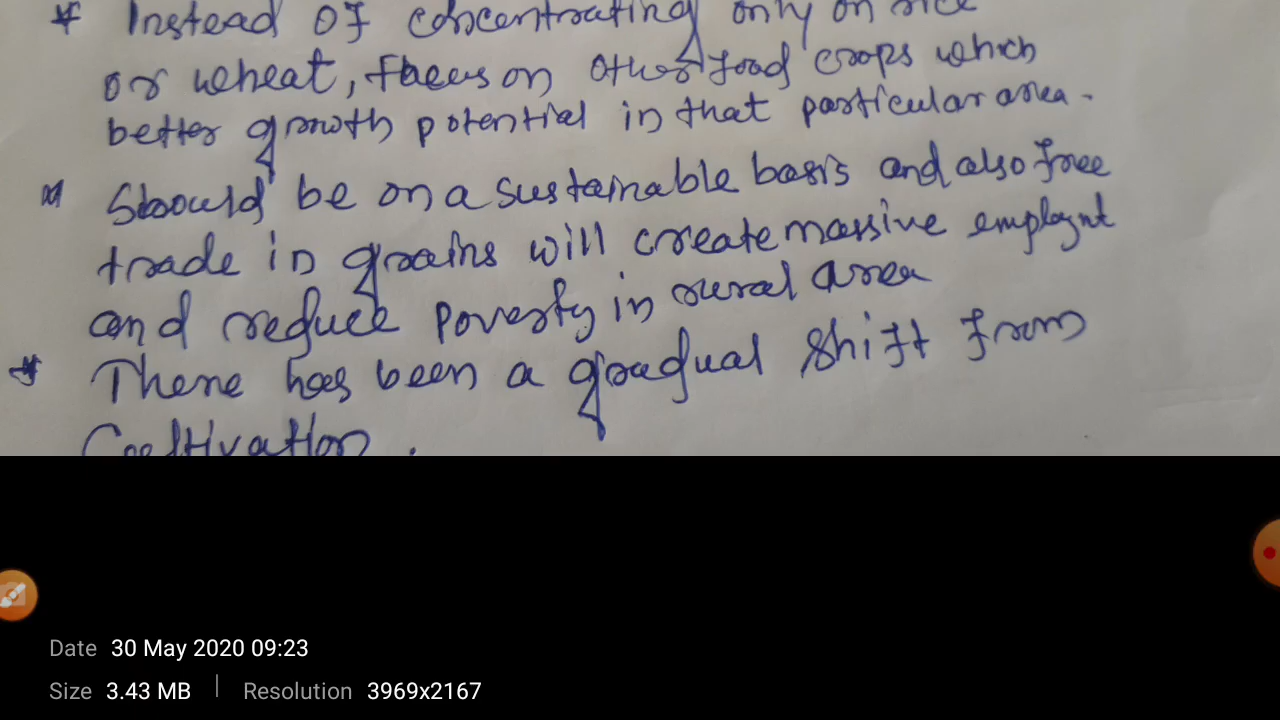 * Instead of concentrating only on rice
or wheat, focus on other food crops which
better growth potential in that particular area.
* Should be on a sustainable basis and also free
trade in grains will create massive employnt
and reduce poverty in rural area
* There has been a gradual shift from
Cultivation.
Date 30 May 2020 09:23
Size 3.43 MB | Resolution 3969x2167